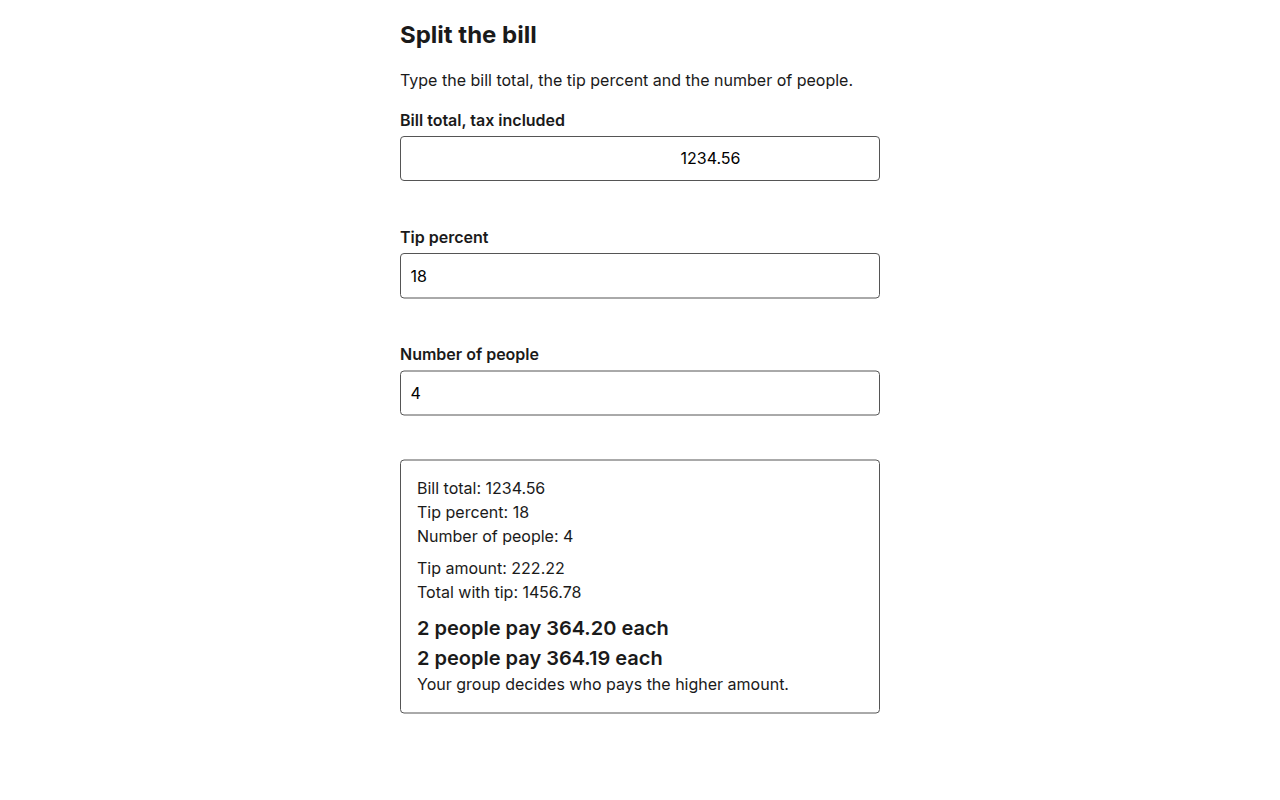 Split the bill
Type the bill total, the tip percent and the number of people.
Bill total, tax included
1234.56
Tip percent
18
Number of people
4
Bill total: 1234.56
Tip percent: 18
Number of people: 4
Tip amount: 222.22
Total with tip: 1456.78
2 people pay 364.20 each
2 people pay 364.19 each
Your group decides who pays the higher amount.